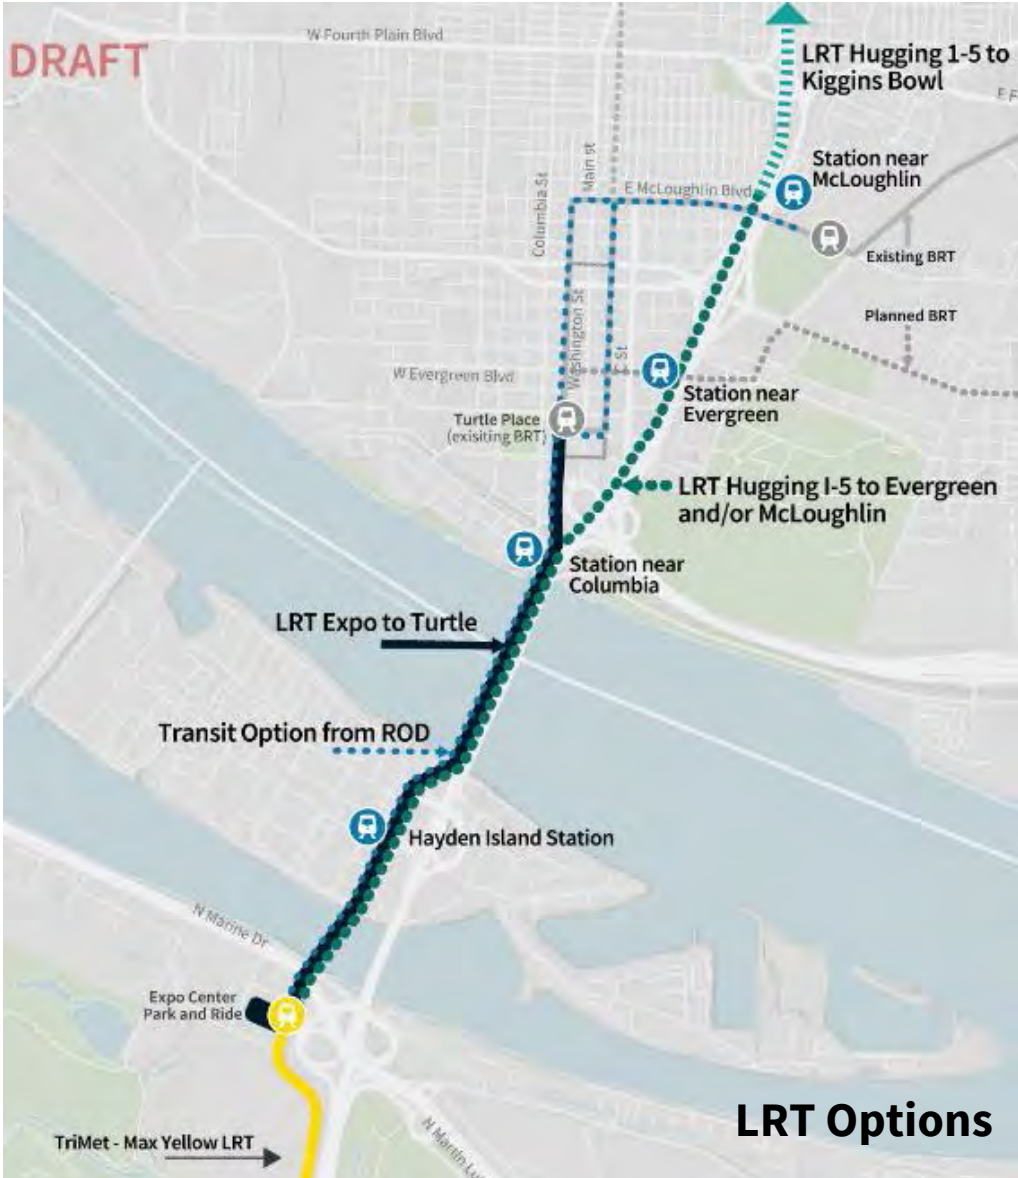 DRAFT
W Fourth Plain Blvd
LRT Hugging 1-5 to
Kiggins Bowl
E F
Station near
McLoughlin
Main st
Columbia St
E McLoughlin Blvd
Existing BRT
Planned BRT
Washington St
C St
W Evergreen Blvd
Station near
Evergreen
Turtle Place
(exisiting BRT)
LRT Hugging I-5 to Evergreen
and/or McLoughlin
Station near
Columbia
LRT Expo to Turtle
Transit Option from ROD
Hayden Island Station
N Marine Dr
Expo Center
Park and Ride
LRT Options
TriMet - Max Yellow LRT
N Martin Lu